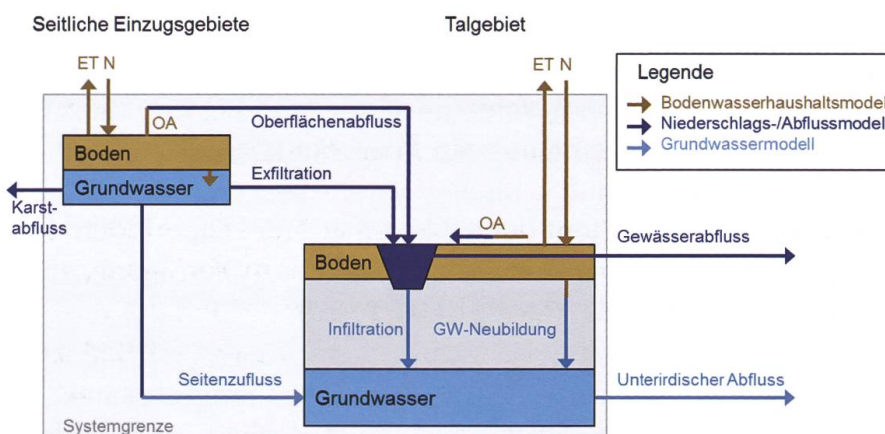 Seitliche Einzugsgebiete
Talgebiet
ET N
ET N
Legende
Bodenwasserhaushaltsmodel
Niederschlags-/Abflussmodel
Grundwassermodell
OA
Oberflächenabfluss
Boden
Grundwasser
Exfiltration
Karst-
abfluss
OA
Gewässerabfluss
Boden
Infiltration
GW-Neubildung
Seitenzufluss
Grundwasser
Unterirdischer Abfluss
Systemgrenze